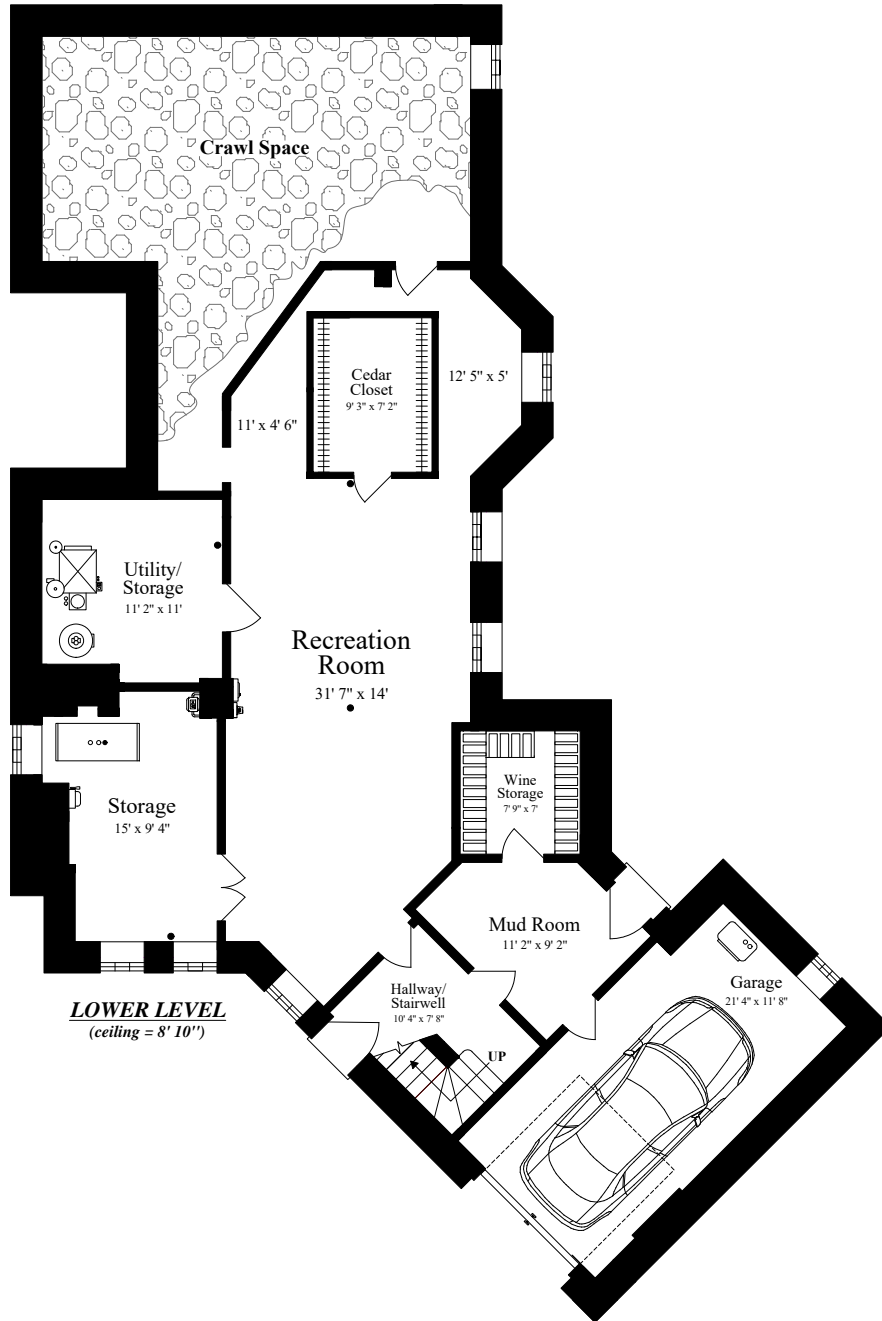 Crawl Space
Cedar
Closet
9' 3" x 7' 2"
12' 5" x 5'
11' x 4' 6"
Utility/
Storage
11' 2" x 11'
Recreation
Room
31' 7" x 14'
Wine
Storage
7' 9" x 7'
Storage
15' x 9' 4"
Mud Room
11' 2" x 9' 2"
Garage
21' 4" x 11' 8"
Hallway/
Stairwell
10' 4" x 7' 8"
UP
LOWER LEVEL
(ceiling = 8' 10")